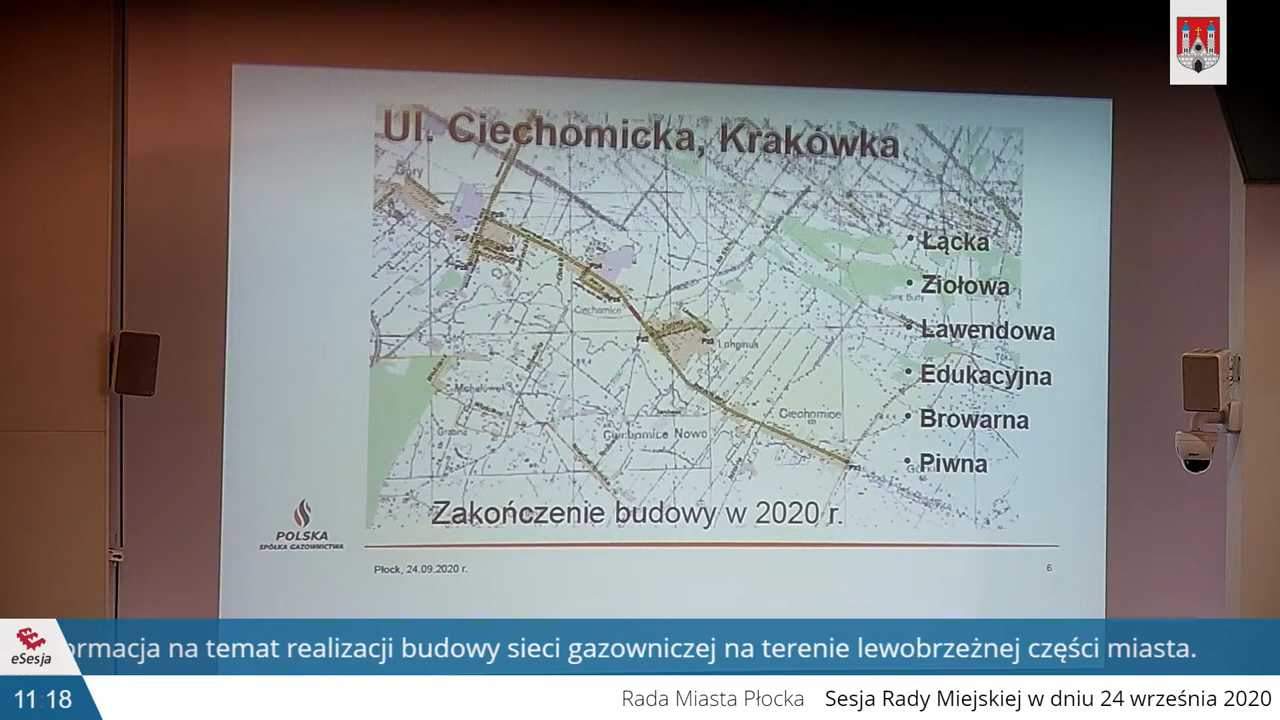 Ul. Ciechomicka, Krakówka
Góry
• Łącka
• Ziołowa
• Lawendowa
• Edukacyjna
• Browarna
• Piwna
Ciechomice
Ciechomice
Zakończenie budowy w 2020 r.
POLSKA
SPÓŁKA GAZOWNICTWA
Płock, 24.09.2020 r.
6
ormacja na temat realizacji budowy sieci gazowniczej na terenie lewobrzeżnej części miasta.
eSesja
11:18
Rada Miasta Płocka Sesja Rady Miejskiej w dniu 24 września 2020